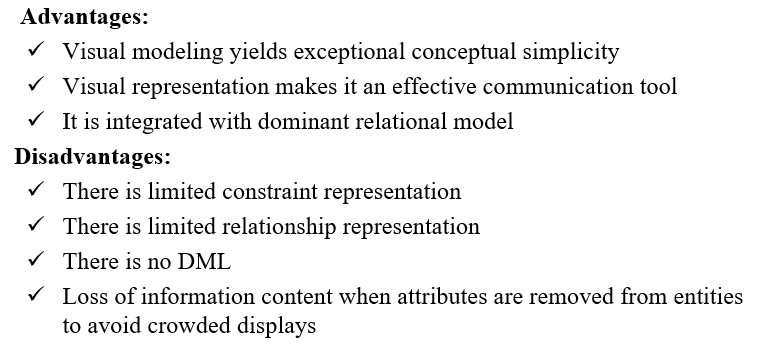 Advantages:
✓ Visual modeling yields exceptional conceptual simplicity
✓ Visual representation makes it an effective communication tool
✓ It is integrated with dominant relational model
Disadvantages:
✓ There is limited constraint representation
✓ There is limited relationship representation
✓ There is no DML
✓ Loss of information content when attributes are removed from entities
to avoid crowded displays